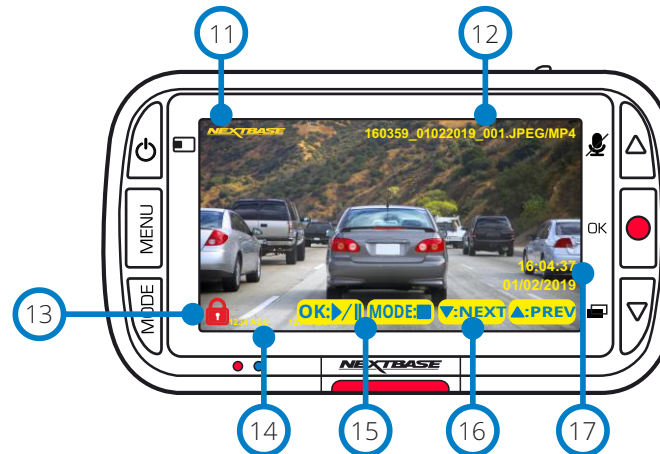 11
12
NEXTBASE
160359_01022019_001.JPEG/MP4
MENU
OK
16:04:37
01/02/2019
MODE
13
OK:▶/II
MODE:■
▼:NEXT
▲:PREV
NEXTBASE
14
15
16
17